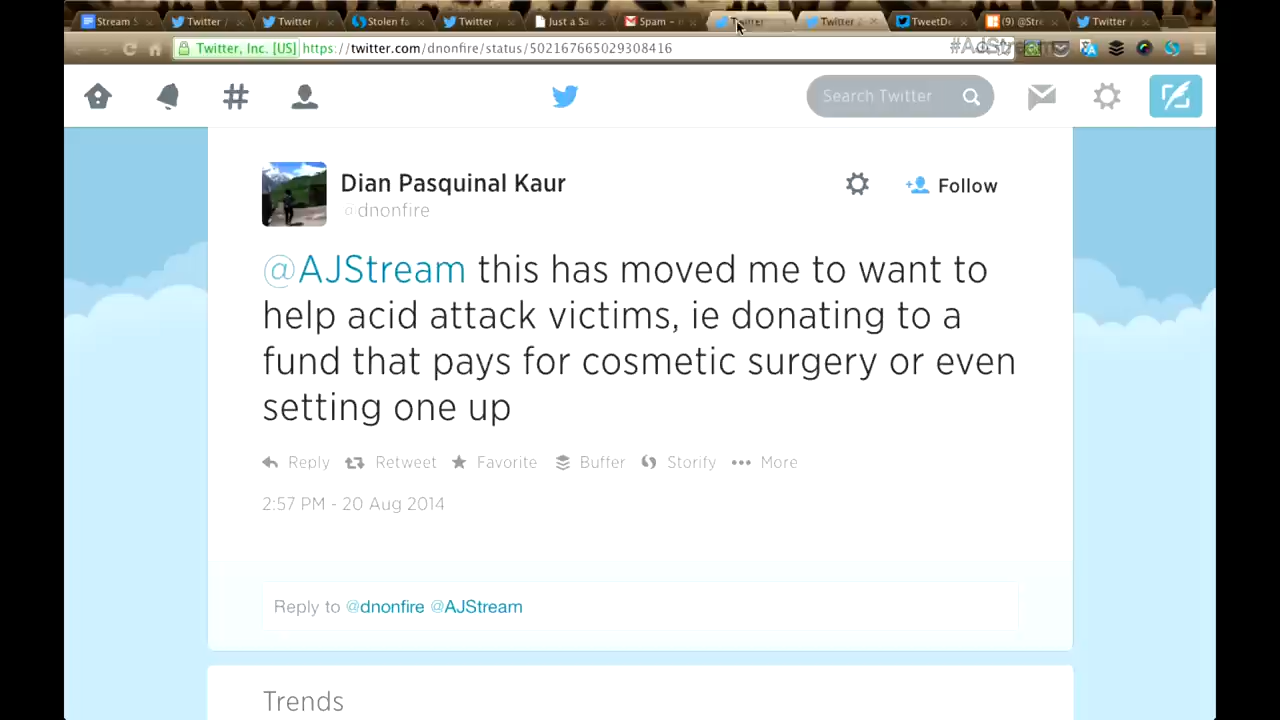 Stream S
Twitter /
Twitter /
Stolen fa
Twitter /
Just a Sa
Spam –
Twitter
Twitter /
TweetDe
(9) @Stre
Twitter /
Twitter, Inc. [US] https://twitter.com/dnonfire/status/502167665029308416
#AJStream
Search Twitter
Dian Pasquinal Kaur
@dnonfire
Follow
@AJStream this has moved me to want to
help acid attack victims, ie donating to a
fund that pays for cosmetic surgery or even
setting one up
Reply Retweet Favorite Buffer Storify More
2:57 PM - 20 Aug 2014
Reply to @dnonfire @AJStream
Trends